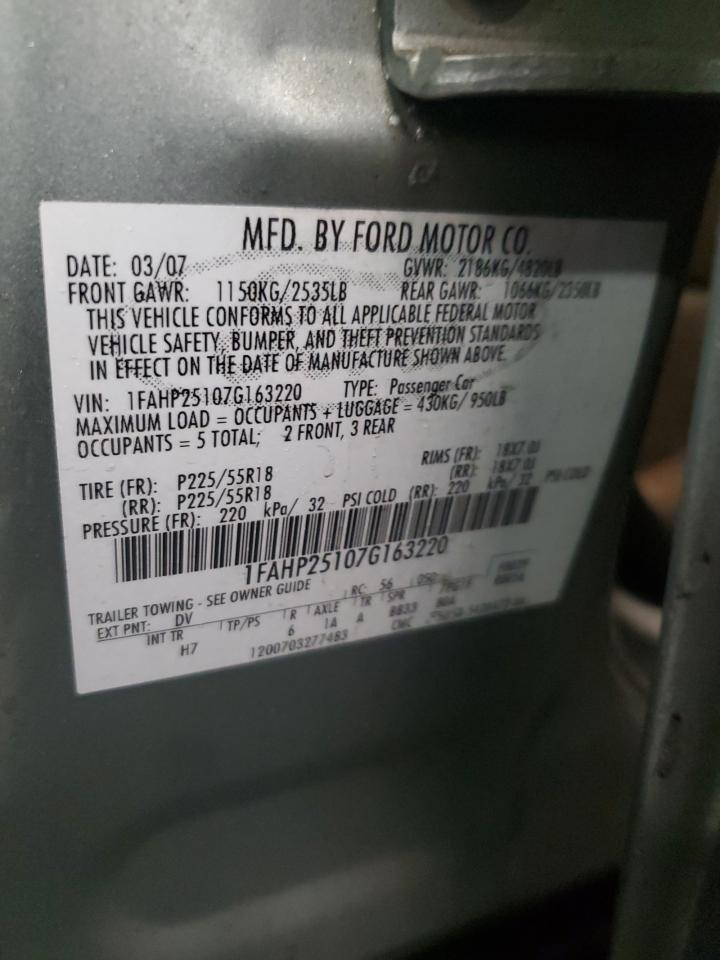 MFD. BY FORD MOTOR CO.
DATE: 03/07 GVWR: 2186KG/4820LB
FRONT GAWR: 1150KG/2535LB REAR GAWR: 1066KG/2350LB
THIS VEHICLE CONFORMS TO ALL APPLICABLE FEDERAL MOTOR
VEHICLE SAFETY, BUMPER, AND THEFT PREVENTION STANDARDS
IN EFFECT ON THE DATE OF MANUFACTURE SHOWN ABOVE.
VIN: 1FAHP25107G163220 TYPE: Passenger Car
MAXIMUM LOAD = OCCUPANTS + LUGGAGE = 430KG/ 950LB
OCCUPANTS = 5 TOTAL; 2 FRONT, 3 REAR
TIRE (FR): P225/55R18 RIMS (FR): 18X7.0J
(RR): P225/55R18 (RR): 18X7.0J
PRESSURE (FR): 220 kPa/ 32 PSI COLD (RR): 220 kPa/ 32 PSI COLD
1FAHP25107G163220
TRAILER TOWING - SEE OWNER GUIDE
EXT PNT: DV RC: 56 DSO:
INT TR TP/PS R AXLE TR SPR
H7 6 1A A BB33
1200703277483